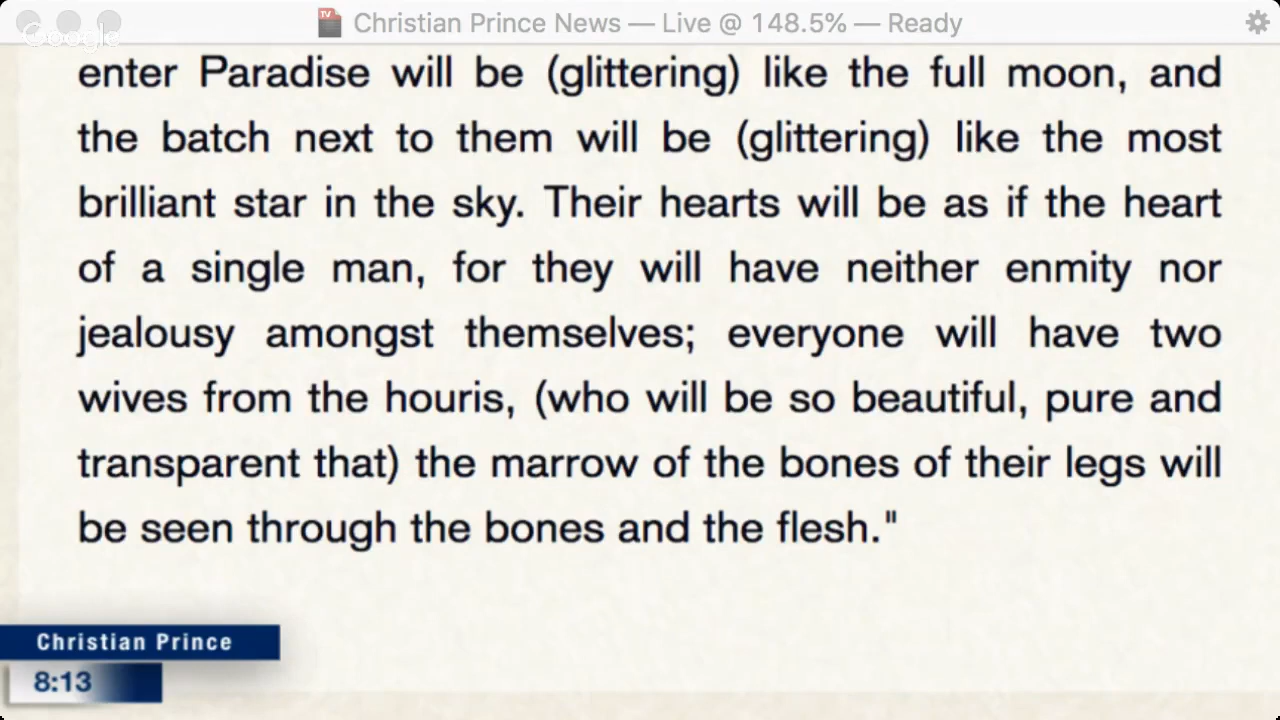 Christian Prince News — Live @ 148.5% — Ready
Google
enter Paradise will be (glittering) like the full moon, and
the batch next to them will be (glittering) like the most
brilliant star in the sky. Their hearts will be as if the heart
of a single man, for they will have neither enmity nor
jealousy amongst themselves; everyone will have two
wives from the houris, (who will be so beautiful, pure and
transparent that) the marrow of the bones of their legs will
be seen through the bones and the flesh."
Christian Prince
8:13